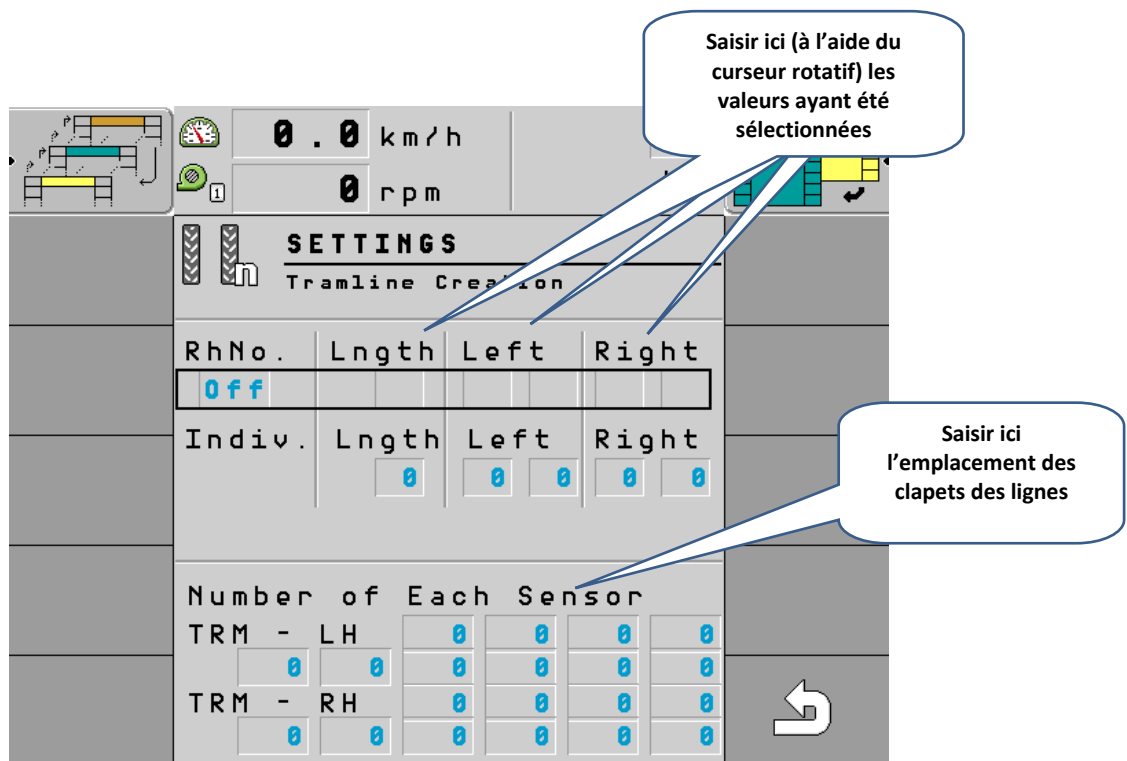 Saisir ici (à l'aide du
curseur rotatif) les
valeurs ayant été
sélectionnées
0.0 km/h
1
0 rpm
n
SETTINGS
Tramline Creation
RhNo. Lngth Left Right
Off
Indiv. Lngth Left Right
0 0 0 0 0
Saisir ici
l'emplacement des
clapets des lignes
Number of Each Sensor
TRM - LH 0 0 0 0
0 0 0 0 0 0
TRM - RH 0 0 0 0
0 0 0 0 0 0